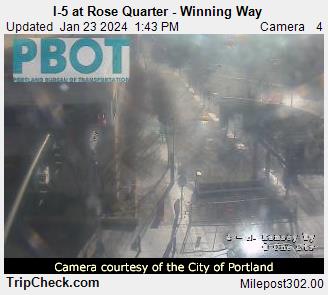 I-5 at Rose Quarter - Winning Way
Updated Jan 23 2024 1:43 PM Camera 4
PBOT
PORTLAND BUREAU OF TRANSPORTATION
Ramsey
Camera courtesy of the City of Portland
TripCheck.com Milepost302.00